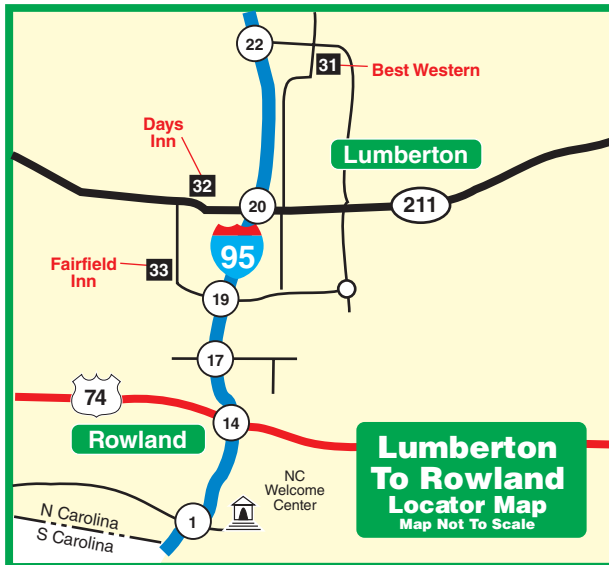 22
31
Best Western
Days
Inn
Lumberton
32
20
211
95
Fairfield
Inn
33
19
17
74
14
Rowland
Lumberton
To Rowland
Locator Map
Map Not To Scale
NC
Welcome
Center
N Carolina
S Carolina
1